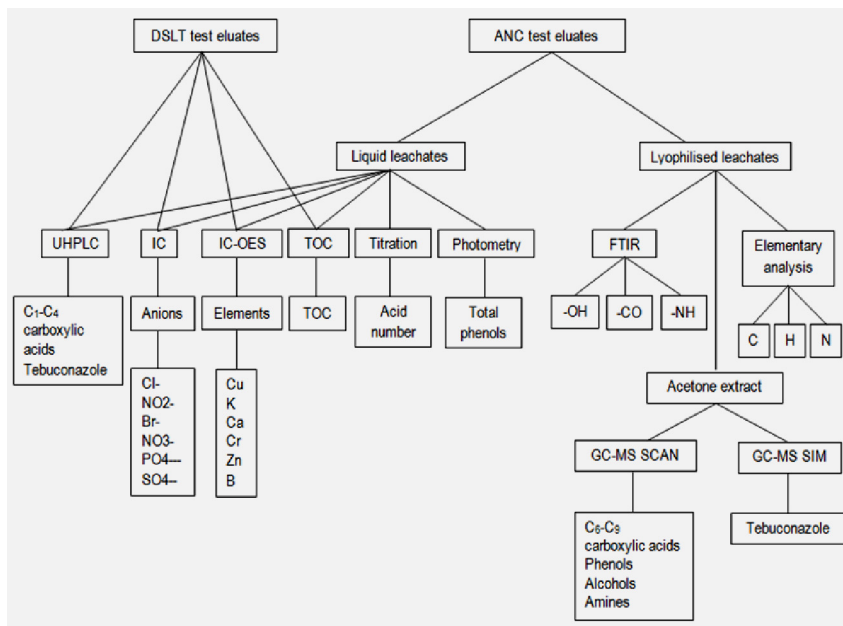 DSLT test eluates
ANC test eluates
Liquid leachates
Lyophilised leachates
UHPLC
IC
IC-OES
TOC
Titration
Photometry
FTIR
Elementary
analysis
C₁-C₄
carboxylic
acids
Tebuconazole
Anions
Elements
TOC
Acid
number
Total
phenols
-OH
-CO
-NH
C
H
N
Cl-
NO2-
Br-
NO3-
PO4---
SO4--
Cu
K
Ca
Cr
Zn
B
Acetone extract
GC-MS SCAN
GC-MS SIM
C₆-C₉
carboxylic acids
Phenols
Alcohols
Amines
Tebuconazole